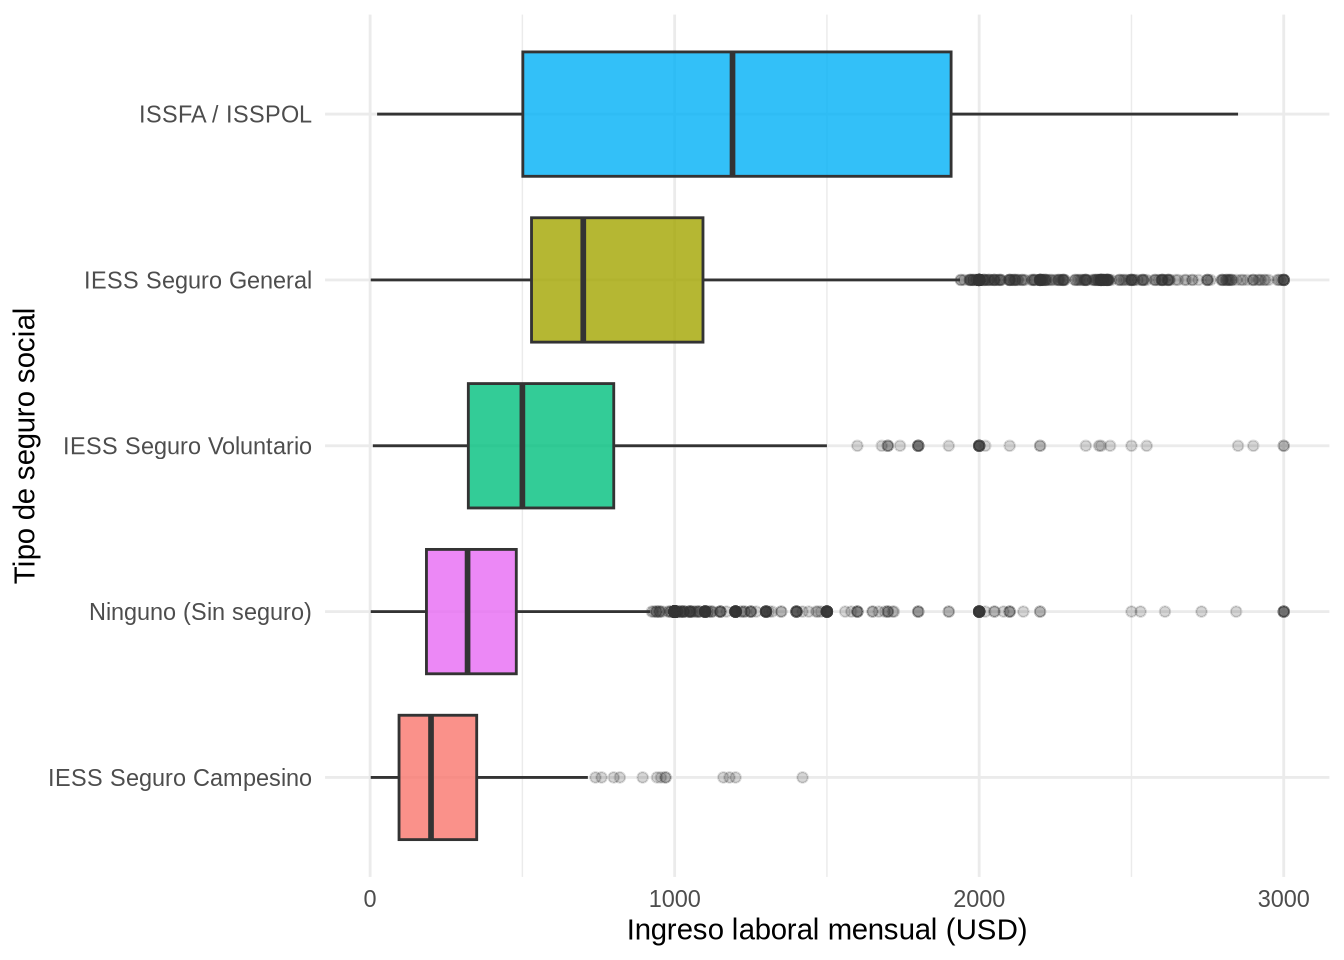 Tipo de seguro social
ISSFA / ISSPOL
IESS Seguro General
IESS Seguro Voluntario
Ninguno (Sin seguro)
IESS Seguro Campesino
0 1000 2000 3000
Ingreso laboral mensual (USD)